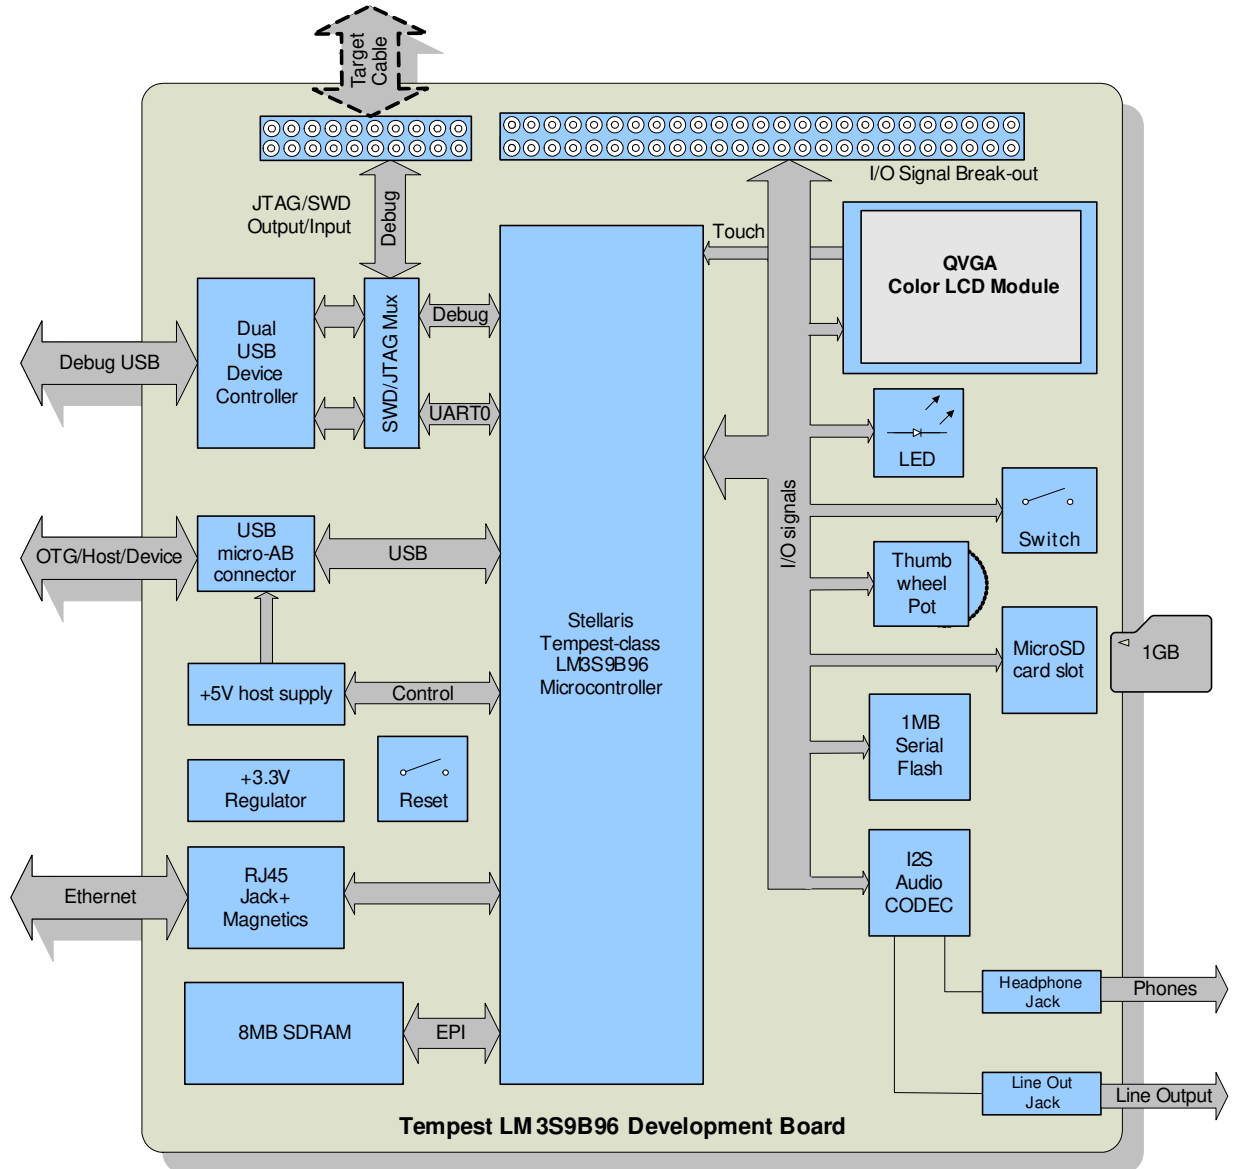 Target
Cable
I/O Signal Break-out
JTAG/SWD
Output/Input
Debug
Touch
QVGA
Color LCD Module
Dual
USB
Device
Controller
SWD/JTAG Mux
Debug
Debug USB
UART0
LED
I/O signals
Switch
USB
micro-AB
connector
OTG/Host/Device
USB
Thumb
wheel
Pot
Stellaris
Tempest-class
LM3S9B96
Microcontroller
MicroSD
card slot
1GB
+5V host supply
Control
1MB
Serial
Flash
+3.3V
Regulator
Reset
RJ45
Jack+
Magnetics
Ethernet
I2S
Audio
CODEC
Headphone
Jack
Phones
8MB SDRAM
EPI
Line Out
Jack
Line Output
Tempest LM3S9B96 Development Board